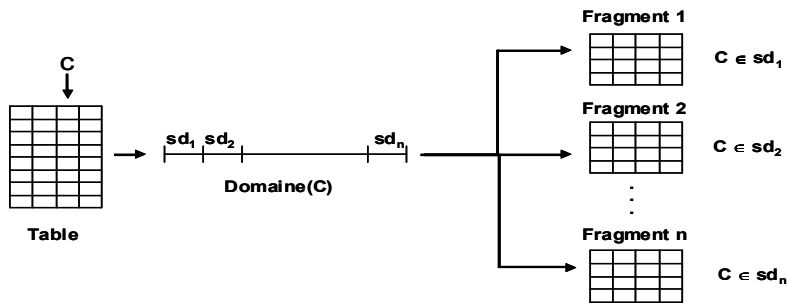 C
Table
sd₁ sd₂ sdₙ
Domaine(C)
Fragment 1
C ∈ sd₁
Fragment 2
C ∈ sd₂
⋮
Fragment n
C ∈ sdₙ